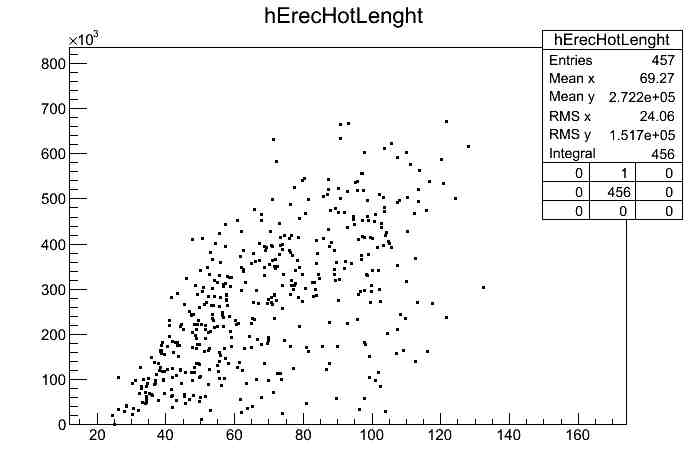 hErecHotLenght
×10³
hErecHotLenght
Entries 457
Mean x 69.27
Mean y 2.722e+05
RMS x 24.06
RMS y 1.517e+05
Integral 456
0 1 0
0 456 0
0 0 0
800
700
600
500
400
300
200
100
0
20 40 60 80 100 120 140 160